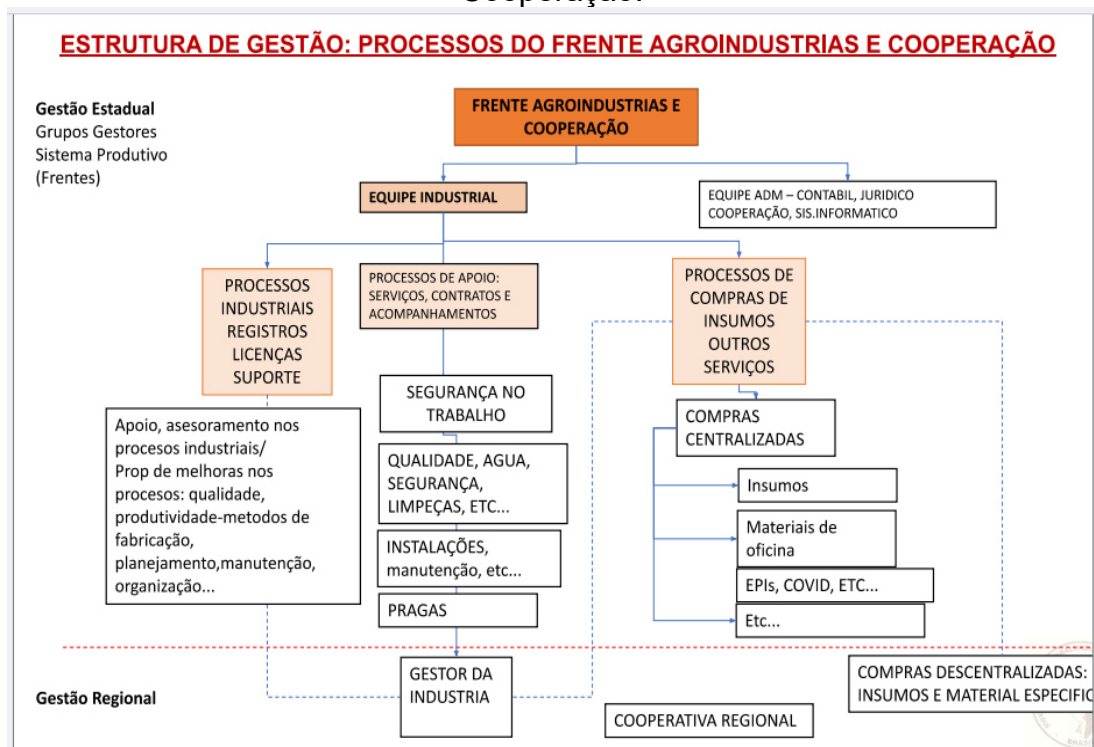 Cooperação.
ESTRUTURA DE GESTÃO: PROCESSOS DO FRENTE AGROINDUSTRIAS E COOPERAÇÃO
Gestão Estadual
Grupos Gestores
Sistema Produtivo
(Frentes)
FRENTE AGROINDUSTRIAS E
COOPERAÇÃO
EQUIPE INDUSTRIAL
EQUIPE ADM – CONTABIL, JURIDICO
COOPERAÇÃO, SIS.INFORMATICO
PROCESSOS
INDUSTRIAIS
REGISTROS
LICENÇAS
SUPORTE
PROCESSOS DE APOIO:
SERVIÇOS, CONTRATOS E
ACOMPANHAMENTOS
PROCESSOS DE
COMPRAS DE
INSUMOS
OUTROS
SERVIÇOS
Apoio, asesoramento nos
procesos industriais/
Prop de melhoras nos
procesos: qualidade,
produtividade-metodos de
fabricação,
planejamento,manutenção,
organização...
SEGURANÇA NO
TRABALHO
QUALIDADE, AGUA,
SEGURANÇA,
LIMPEÇAS, ETC...
INSTALAÇÕES,
manutenção, etc...
PRAGAS
COMPRAS
CENTRALIZADAS
Insumos
Materiais de
oficina
EPIs, COVID, ETC...
Etc...
Gestão Regional
GESTOR DA
INDUSTRIA
COOPERATIVA REGIONAL
COMPRAS DESCENTRALIZADAS:
INSUMOS E MATERIAL ESPECIFIC